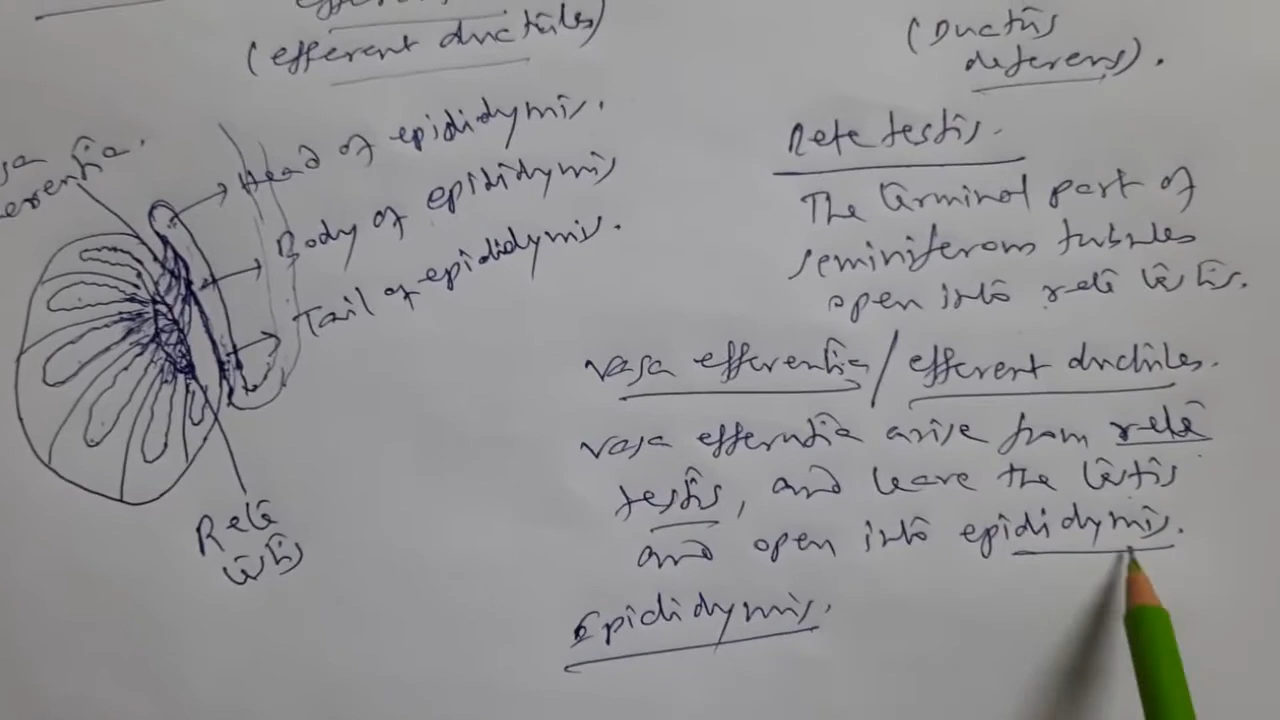 (efferent ductules)
(Ductus
deferens).
erentia.
Head of epididymis.
Body of epididymis
Tail of epididymis.
Rete
testis
Rete testis.
The terminal part of
seminiferous tubules
open into rete testis.
Vasa efferentia / efferent ductules.
Vasa efferentia arise from rete
testis, and leave the testis
and open into epididymis.
Epididymis.